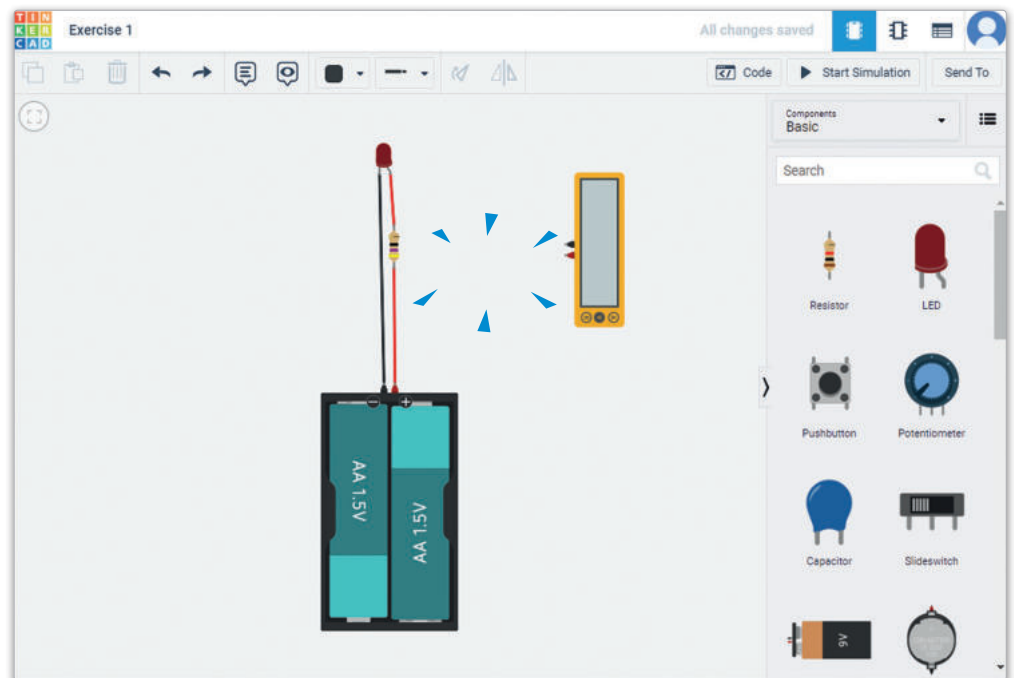 TIN
KER
CAD
Exercise 1
All changes saved
Code
Start Simulation
Send To
Components
Basic
Search
Resistor
LED
Pushbutton
Potentiometer
Capacitor
Slideswitch
9V
AA 1.5V
AA 1.5V